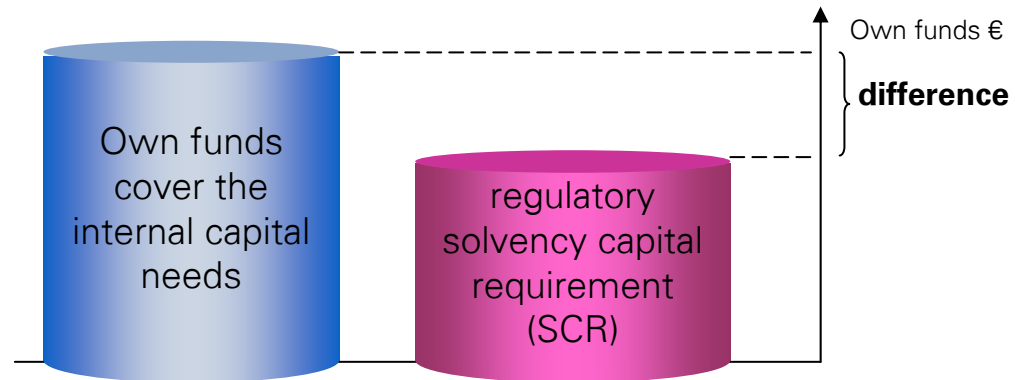 Own funds €
difference
Own funds
cover the
internal capital
needs
regulatory
solvency capital
requirement
(SCR)